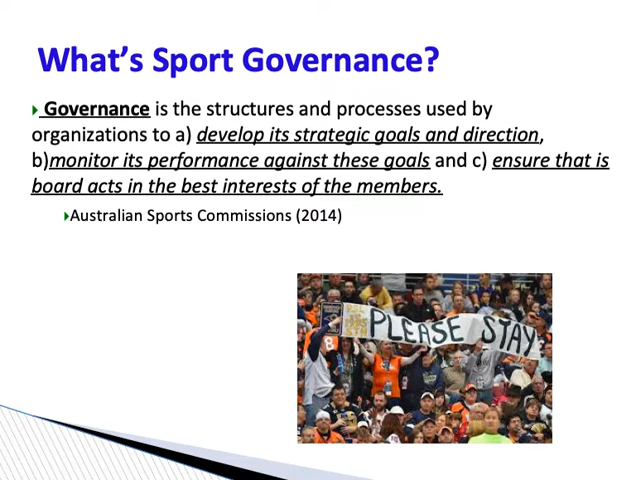 What's Sport Governance?
Governance is the structures and processes used by
organizations to a) develop its strategic goals and direction,
b)monitor its performance against these goals and c) ensure that is
board acts in the best interests of the members.
Australian Sports Commissions (2014)
PLEASE STAY